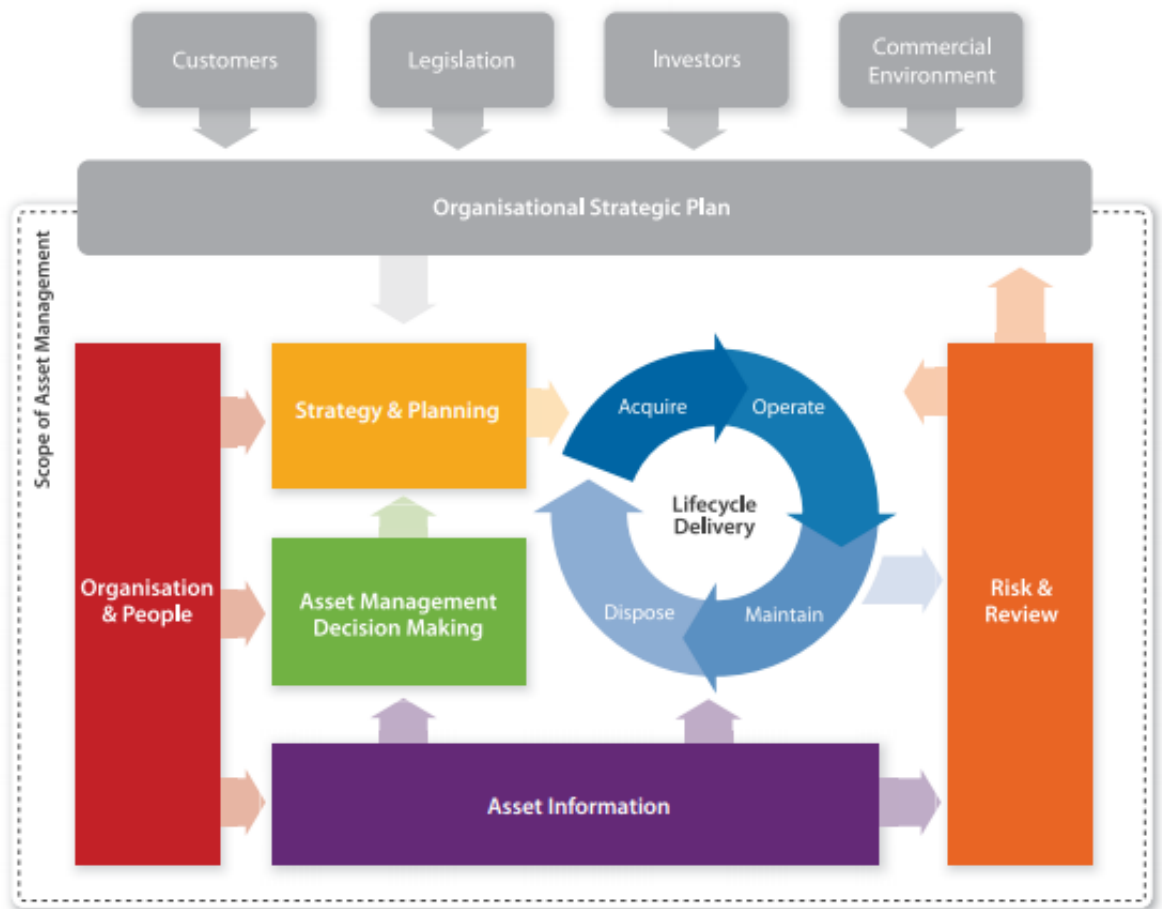 Customers
Legislation
Investors
Commercial
Environment
Organisational Strategic Plan
Scope of Asset Management
Strategy & Planning
Acquire
Operate
Lifecycle
Delivery
Organisation
& People
Asset Management
Decision Making
Dispose
Maintain
Risk &
Review
Asset Information